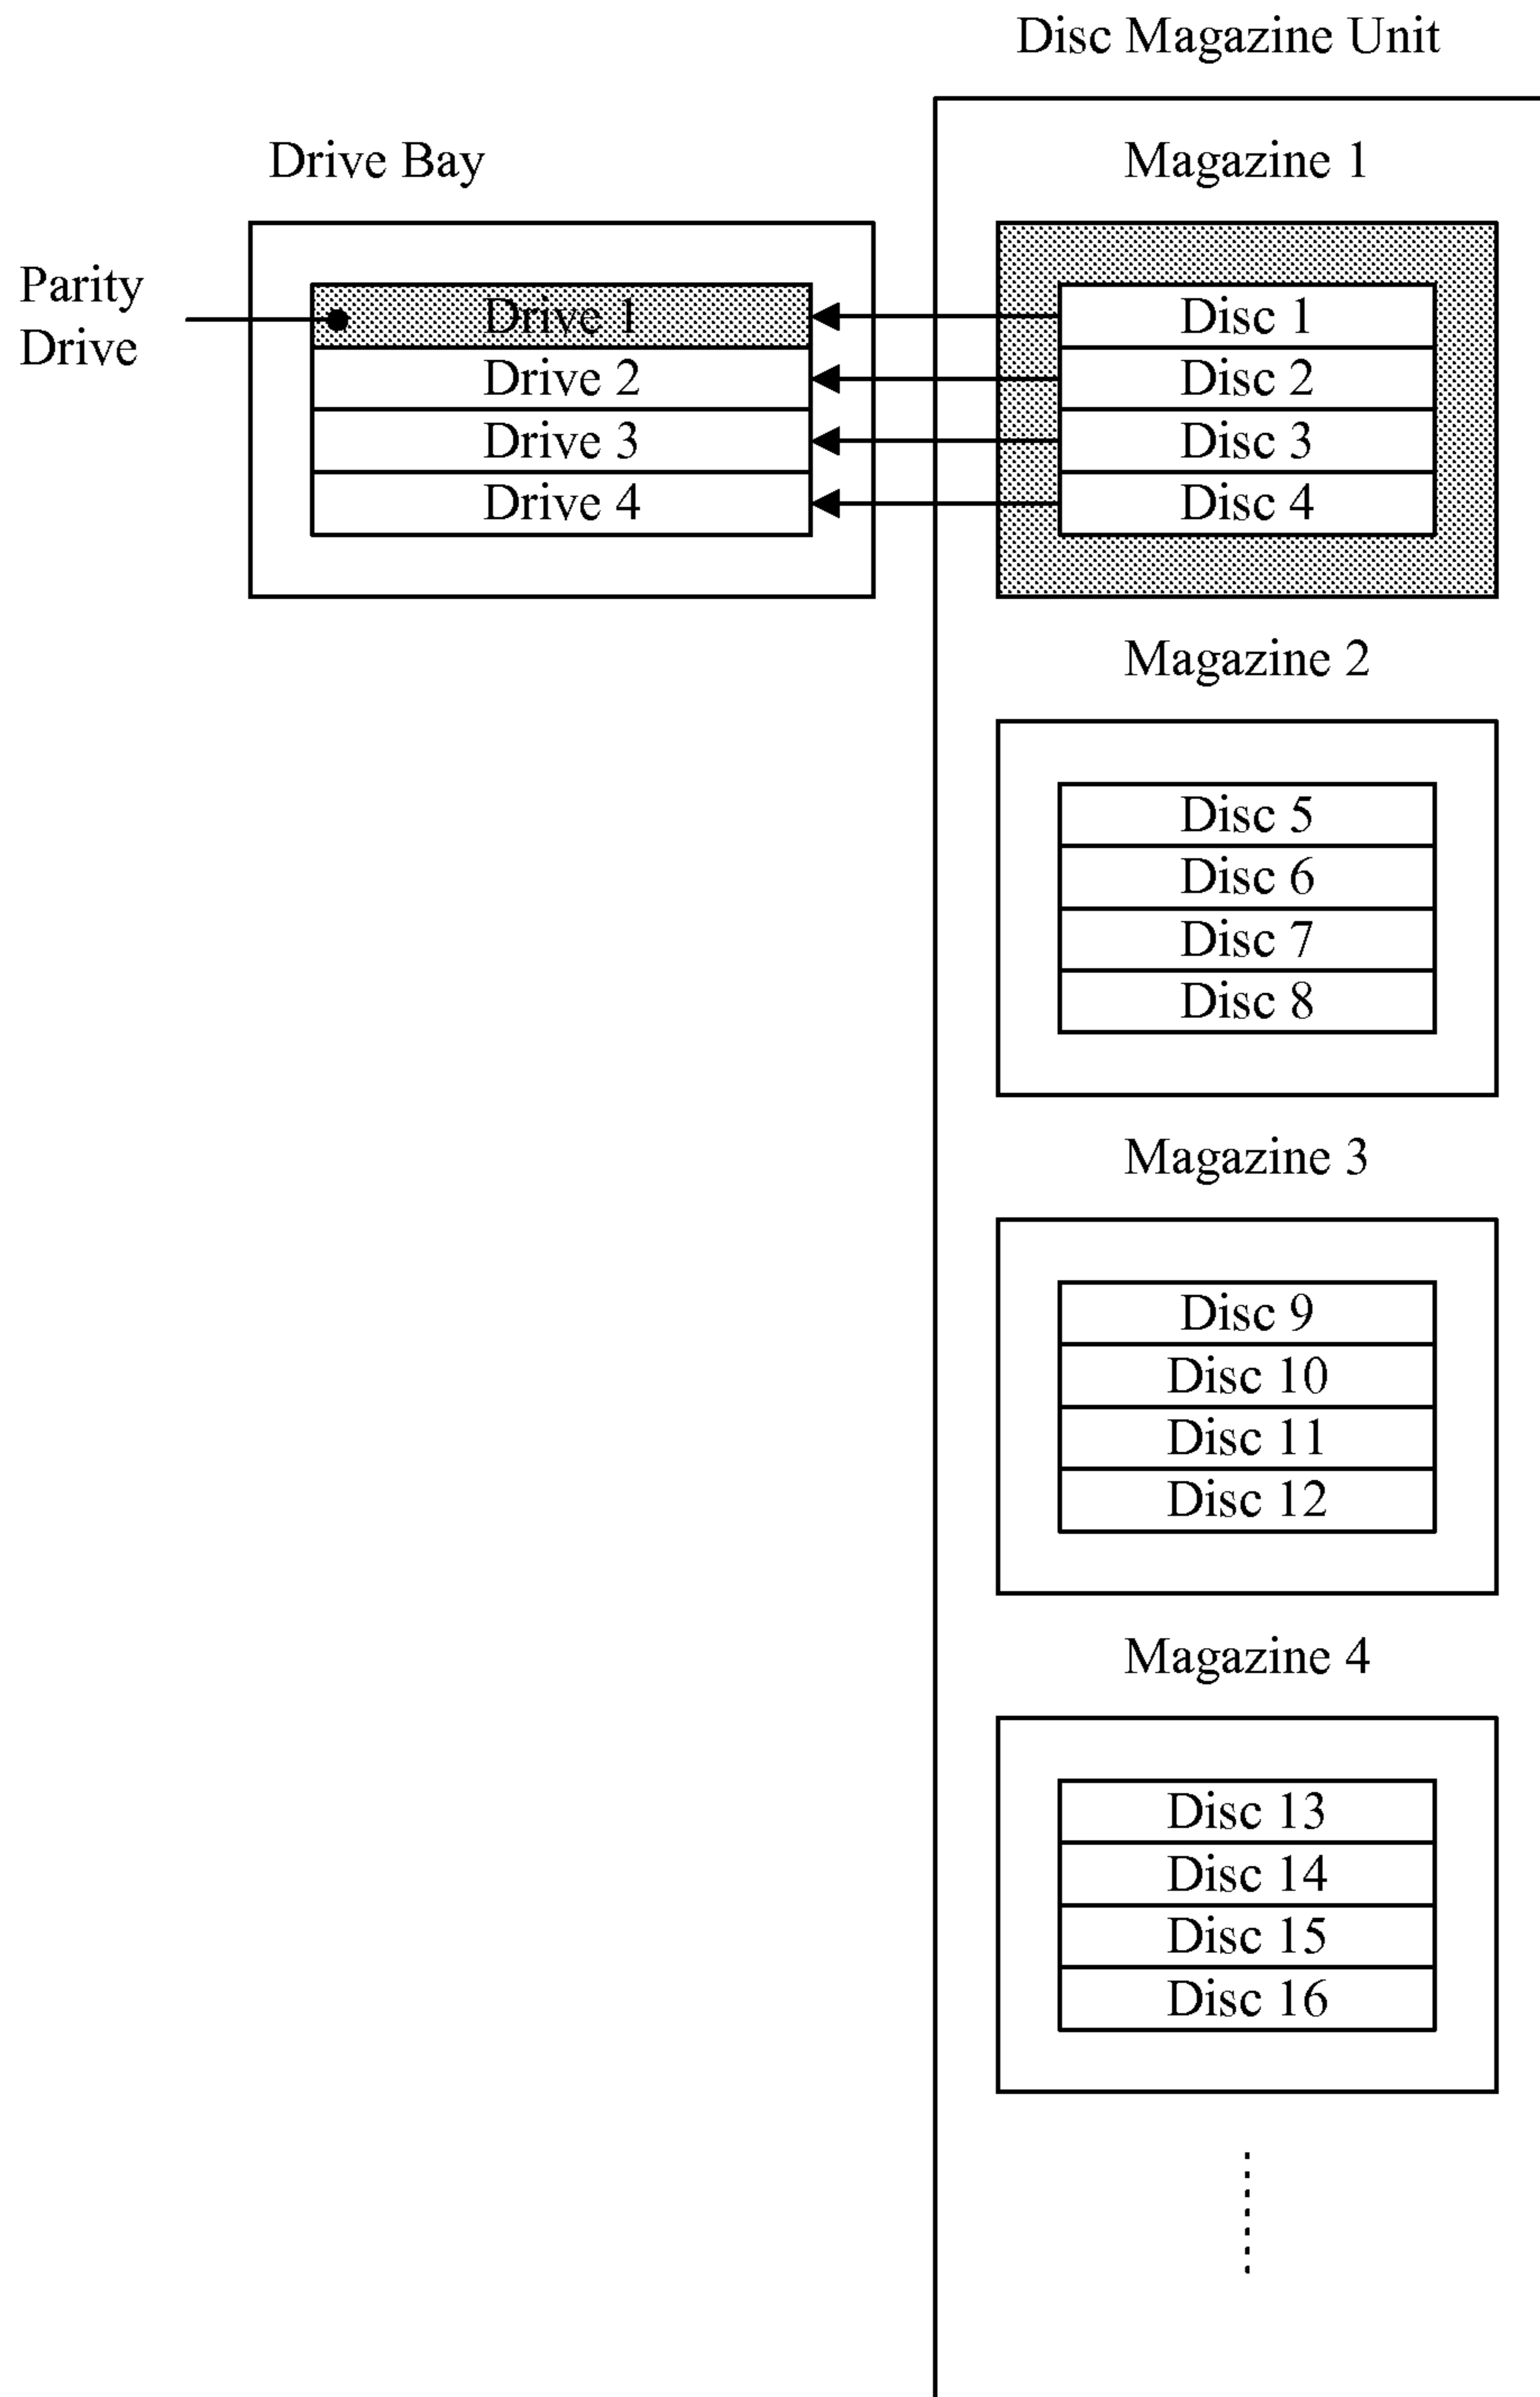 Disc Magazine Unit
Drive Bay
Magazine 1
Parity
Drive
Drive 1
Drive 2
Drive 3
Drive 4
Disc 1
Disc 2
Disc 3
Disc 4
Magazine 2
Disc 5
Disc 6
Disc 7
Disc 8
Magazine 3
Disc 9
Disc 10
Disc 11
Disc 12
Magazine 4
Disc 13
Disc 14
Disc 15
Disc 16